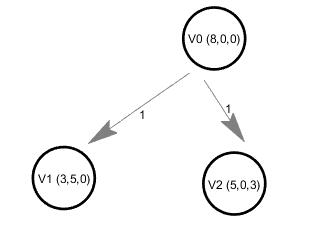 V0 (8,0,0)
1
1
V1 (3,5,0)
V2 (5,0,3)